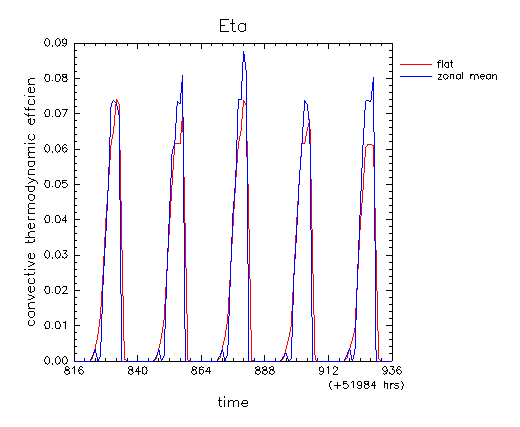 Eta
0.09
0.08
0.07
0.06
0.05
0.04
0.03
0.02
0.01
0.00
convective thermodynamic effcien
816 840 864 888 912 936
(+51984 hrs)
time
flat
zonal mean